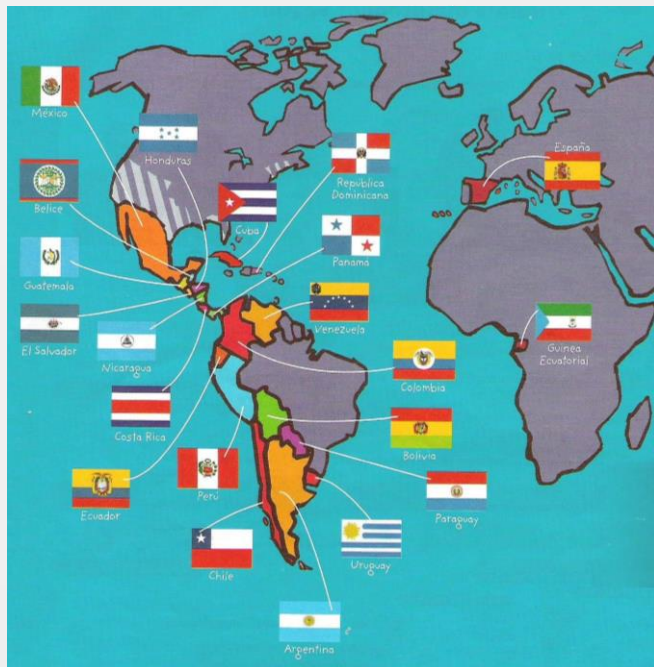 México
Honduras
República
Dominicana
España
Belice
Cuba
Panamá
Guatemala
Venezuela
El Salvador
Nicaragua
Guinea
Ecuatorial
Colombia
Costa Rica
Bolivia
Perú
Ecuador
Paraguay
Chile
Uruguay
Argentina